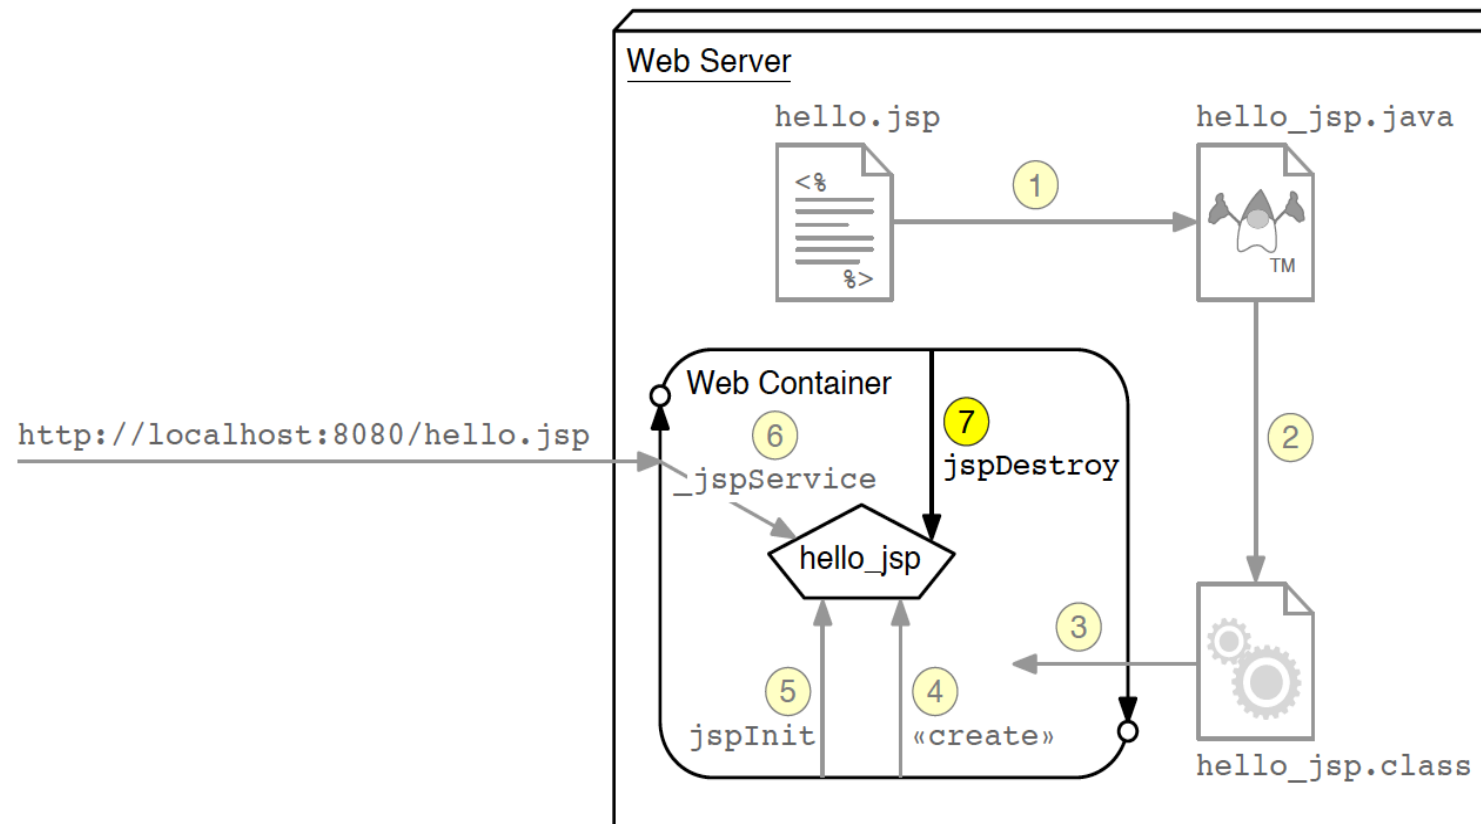 Web Server
hello.jsp
hello_jsp.java
<%
%>
1
TM
Web Container
http://localhost:8080/hello.jsp
6
7
2
_jspService
jspDestroy
hello_jsp
3
5
4
jspInit
«create»
hello_jsp.class